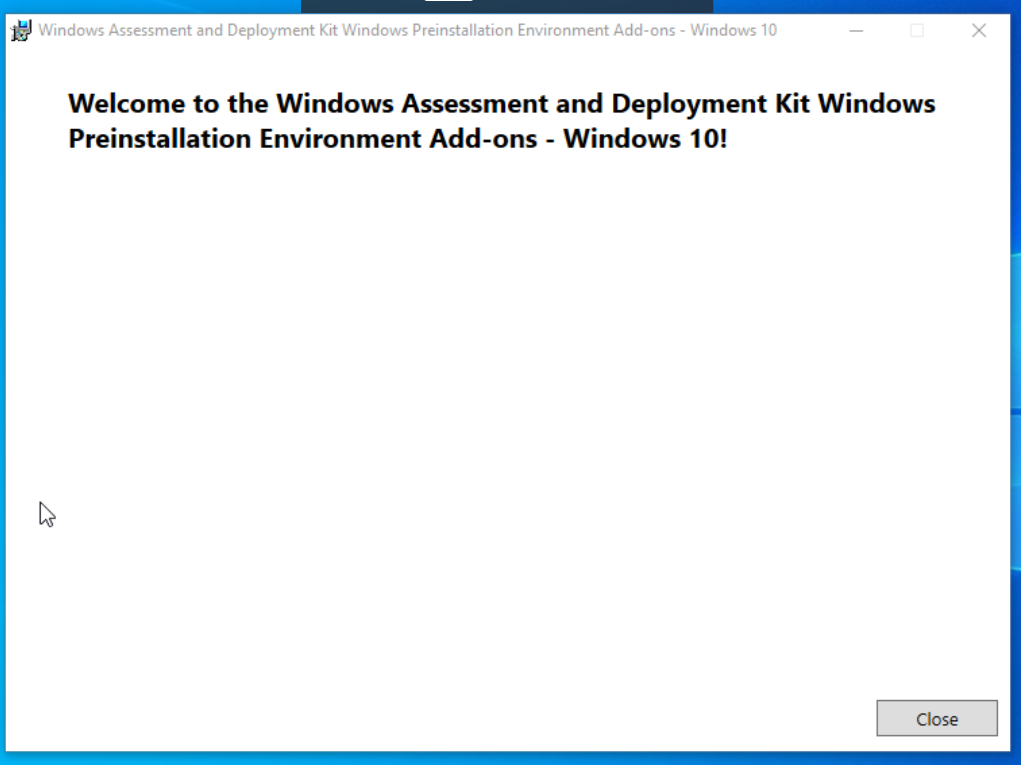 Windows Assessment and Deployment Kit Windows Preinstallation Environment Add-ons - Windows 10
Welcome to the Windows Assessment and Deployment Kit Windows
Preinstallation Environment Add-ons - Windows 10!
Close